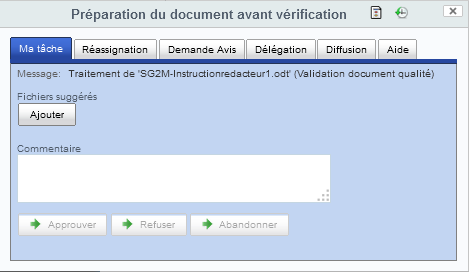 Préparation du document avant vérification
Ma tâche Réassignation Demande Avis Délégation Diffusion Aide
Message: Traitement de 'SG2M-Instructionredacteur1.odt' (Validation document qualité)
Fichiers suggérés
Ajouter
Commentaire
Approuver Refuser Abandonner